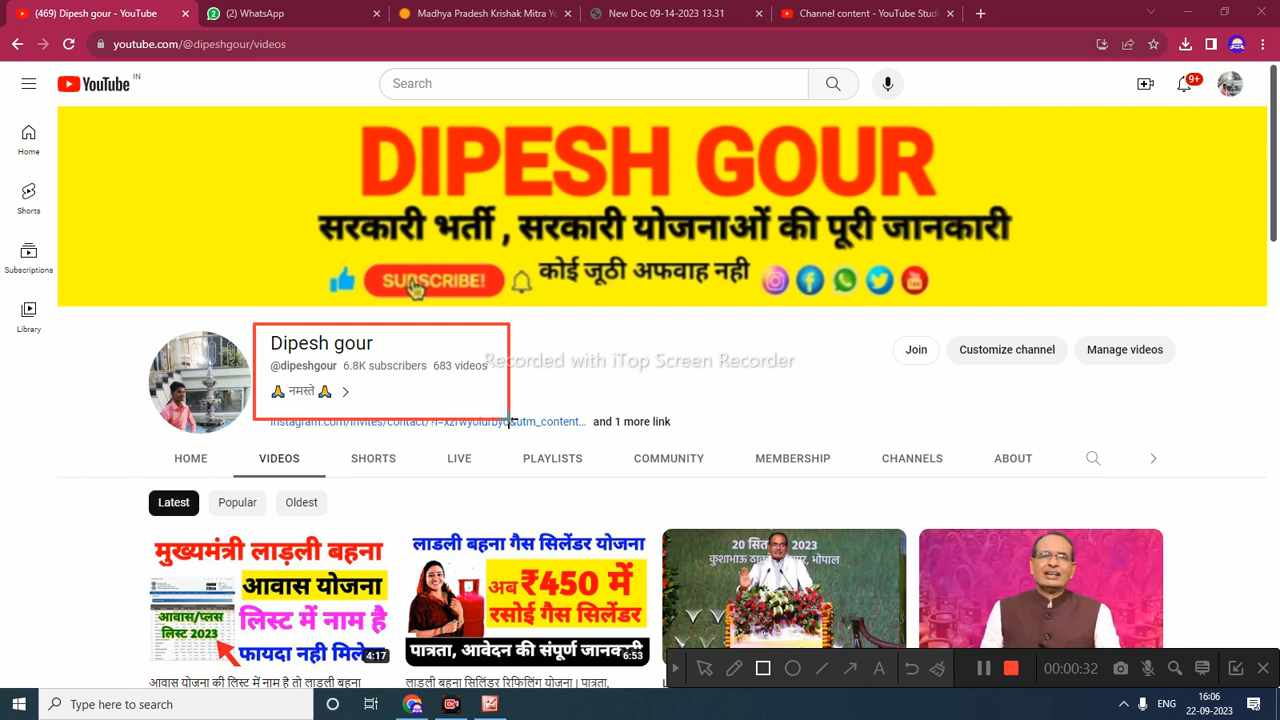 (469) Dipesh gour - YouTube
(2) WhatsApp
Madhya Pradesh Krishak Mitra Yo
New Doc 09-14-2023 13.31
Channel content - YouTube Studi
youtube.com/@dipeshgour/videos
YouTube IN
Search
9+
Home
Shorts
Subscriptions
Library
DIPESH GOUR
सरकारी भर्ती , सरकारी योजनाओं की पूरी जानकारी
SUBSCRIBE!
कोई जूठी अफवाह नही
Dipesh gour
@dipeshgour 6.8K subscribers 683 videos
🙏 नमस्ते 🙏
Recorded with iTop Screen Recorder
Join
Customize channel
Manage videos
and 1 more link
HOME VIDEOS SHORTS LIVE PLAYLISTS COMMUNITY MEMBERSHIP CHANNELS ABOUT
Latest Popular Oldest
मुख्यमंत्री लाड़ली बहना
आवास योजना
आवास/प्लस
लिस्ट 2023
लिस्ट में नाम है
फायदा नही
4:17
लाडली बहना गैस सिलेंडर योजना
अब ₹450 में
रसोई गैस सिलेंडर
पात्रता, आवेदन की संपूर्ण
6:53
2023
भोपाल
आवास योजना की लिस्ट में नाम है तो लाडली बहना
लाडली बहना सिलिंडर रिफिलिंग योजना | पात्रता,
00:00:32
Type here to search
ENG
16:06
22-09-2023